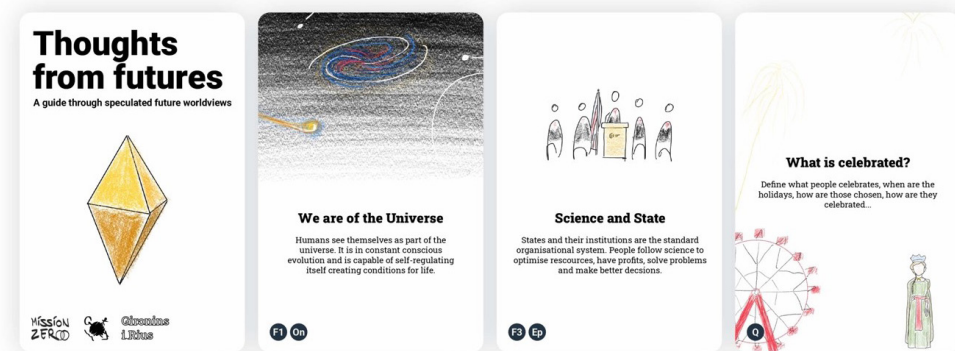 Thoughts
from futures
A guide through speculated future worldviews
MISSION
ZERO
Gironins
i Rius
We are of the Universe
Humans see themselves as part of the
universe. It is in constant conscious
evolution and is capable of self-regulating
itself creating conditions for life.
F1 On
Science and State
States and their institutions are the standard
organisational system. People follow science to
optimise rescources, have profits, solve problems
and make better decsions.
F3 Ep
What is celebrated?
Define what people celebrates, when are the
holidays, how are those chosen, how are they
celebrated...
Q